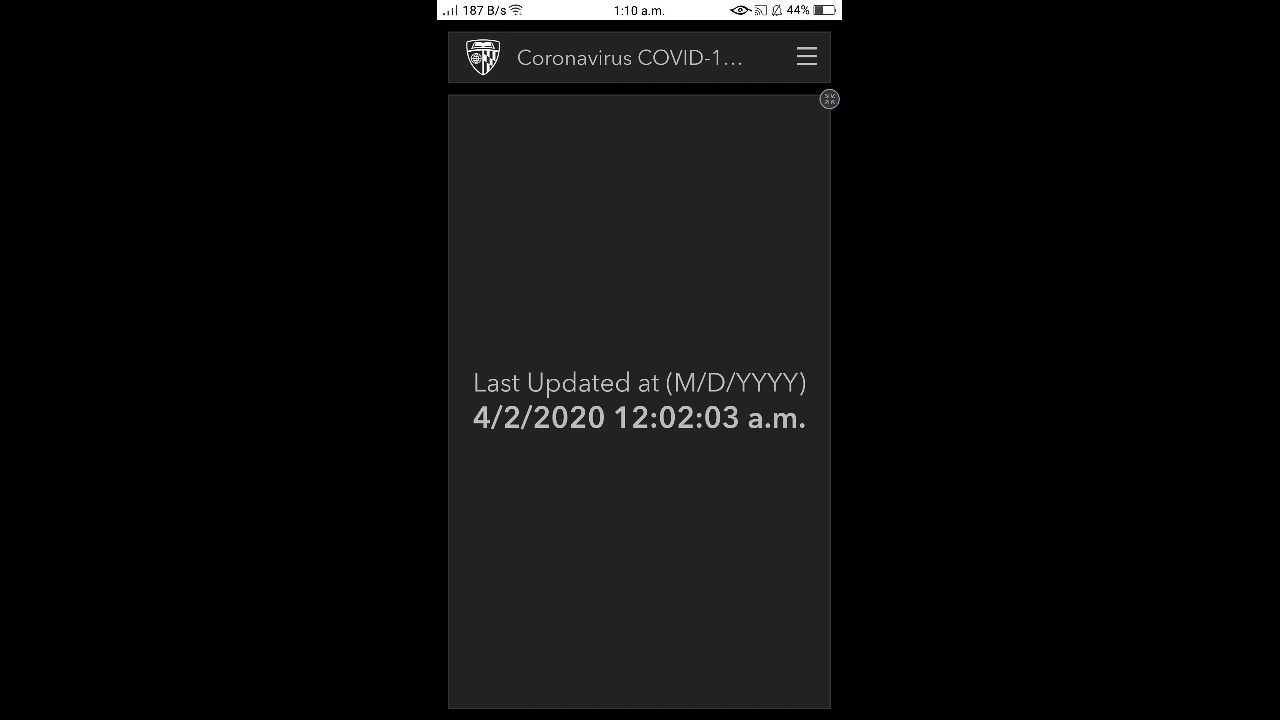 187 B/s 1:10 a.m. 44%
Coronavirus COVID-1...
Last Updated at (M/D/YYYY)
4/2/2020 12:02:03 a.m.